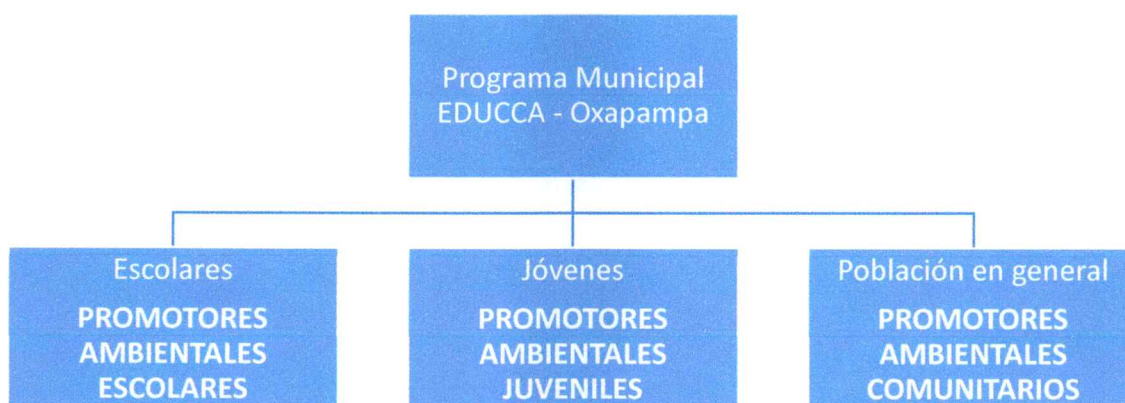 Programa Municipal
EDUCCA - Oxapampa
Escolares
PROMOTORES
AMBIENTALES
ESCOLARES
Jóvenes
PROMOTORES
AMBIENTALES
JUVENILES
Población en general
PROMOTORES
AMBIENTALES
COMUNITARIOS